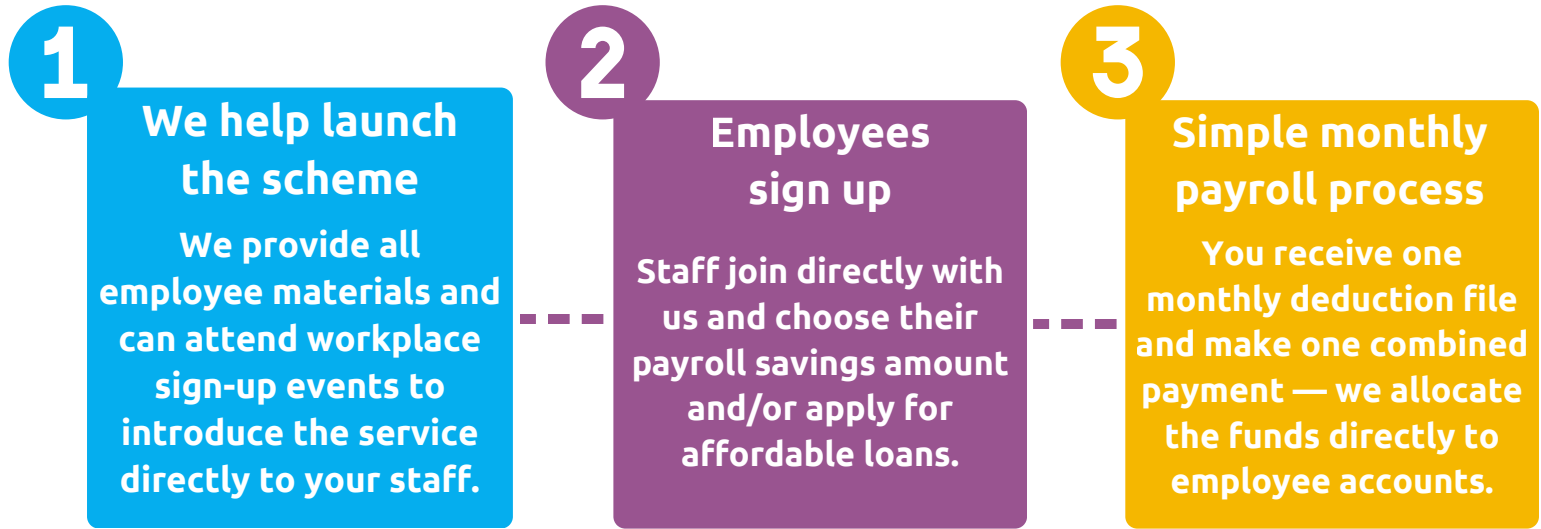 1
We help launch
the scheme
We provide all
employee materials and
can attend workplace
sign-up events to
introduce the service
directly to your staff.
2
Employees
sign up
Staff join directly with
us and choose their
payroll savings amount
and/or apply for
affordable loans.
3
Simple monthly
payroll process
You receive one
monthly deduction file
and make one combined
payment — we allocate
the funds directly to
employee accounts.